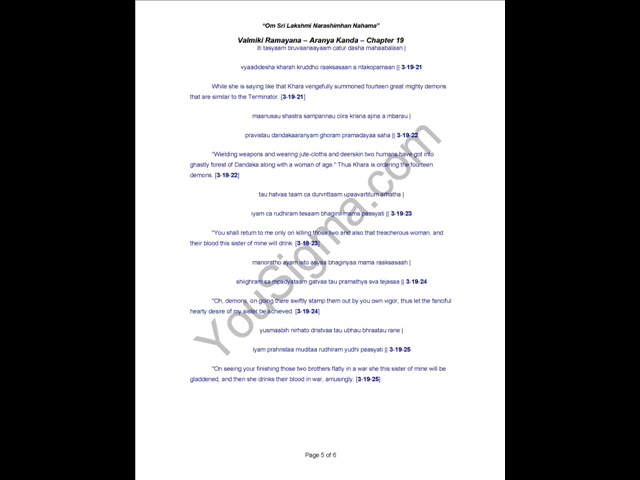 “Om Sri Lakshmi Narashimhan Nahama”
Valmiki Ramayana – Aranya Kanda – Chapter 19
iti tasyaam bruvaaneayaam catur dasha mahaabalaan |
vyaadidesha kharah kruddho raaksasaan a ntakopamaan || 3-19-21
While she is saying like that Khara vengefully summoned fourteen great mighty demons
that are similar to the Terminator. [3-19-21]
maanusau shastra sampannau ciira krisna ajina a mbarau |
pravistau dandakaaranyam ghoram pramadayaa saha || 3-19-22
"Wielding weapons and wearing jute-cloths and deerskin two humans have got into
ghastly forest of Dandaka along with a woman of age." Thus Khara is ordering the fourteen
demons. [3-19-22]
tau hatvaa taam ca durvrittaam upaavartitum arhatha |
iyam ca rudhiram tesaam bhaginii mama paasyati || 3-19-23
"You shall return to me only on killing those two and also that treacherous woman, and
their blood this sister of mine will drink. [3-19-23]
manoratho ayam isto asyaa bhaginyaa mama raaksasaah |
shiighram sa mpadyataam gatvaa tau pramathya sva tejasaa || 3-19-24
"Oh, demons, on going there swiftly stamp them out by you own vigor, thus let the fanciful
hearty desire of my sister be achieved. [3-19-24]
yusmaabih nirhato dristvaa tau ubhau bhraatau rane |
iyam prahristaa muditaa rudhiram yudhi paasyati || 3-19-25
"On seeing your finishing those two brothers flatly in a war she this sister of mine will be
gladdened, and then she drinks their blood in war, amusingly. [3-19-25]
YouSigma.com
Page 5 of 6